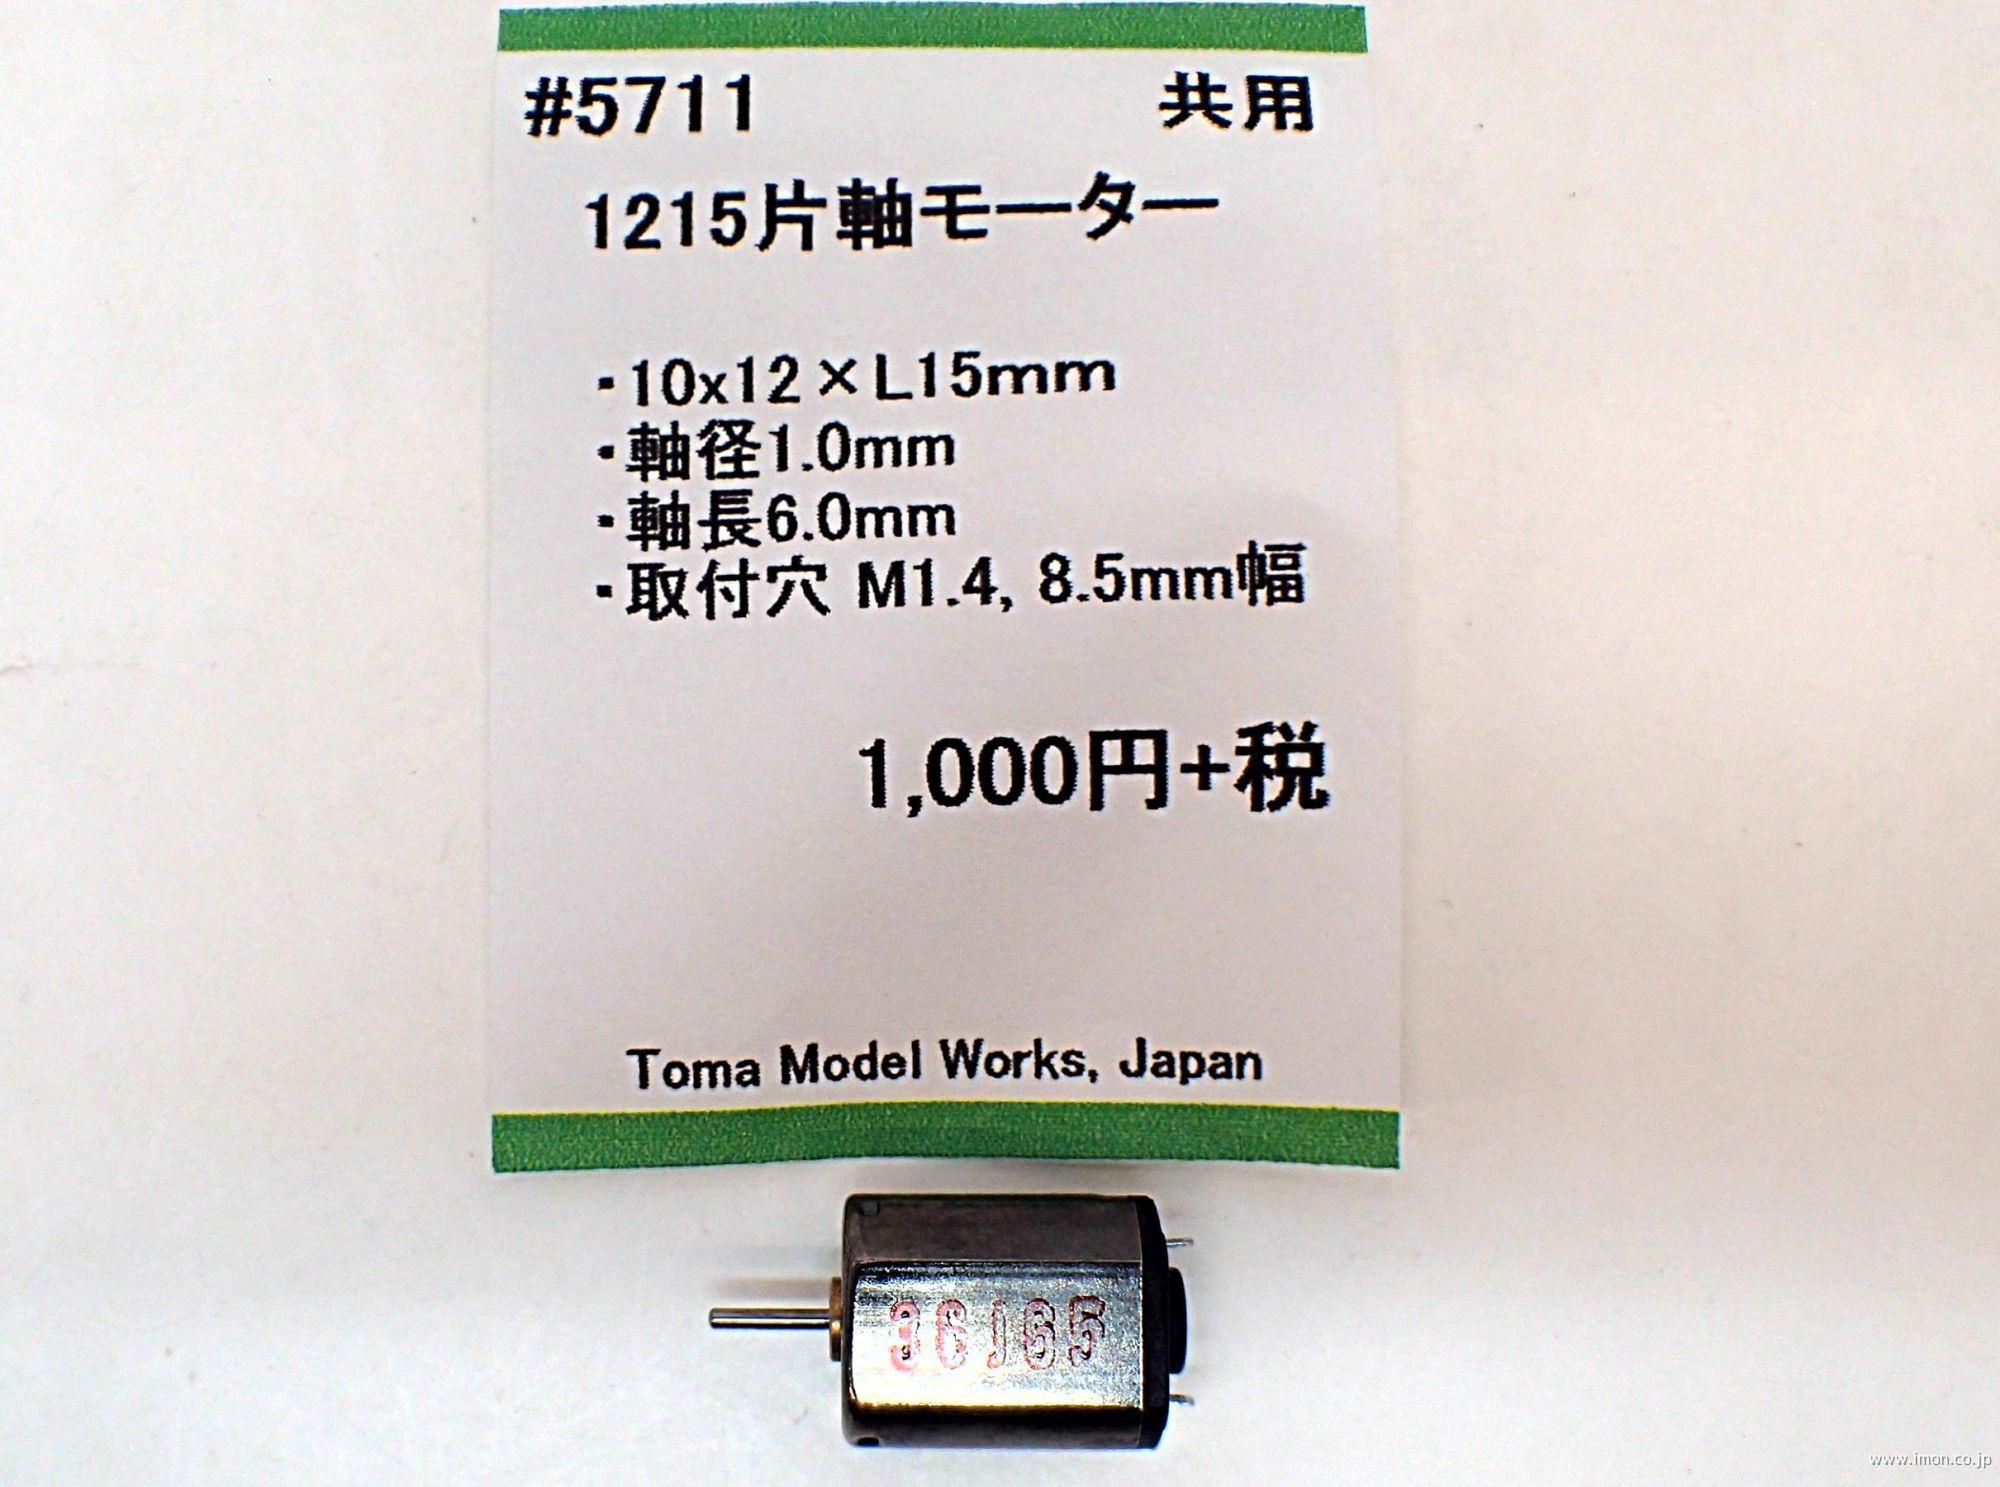 #5711 共用
1215片軸モーター
・10x12×L15mm
・軸径1.0mm
・軸長6.0mm
・取付穴 M1.4, 8.5mm幅
1,000円+税
Toma Model Works, Japan
36J65
www.imon.co.jp